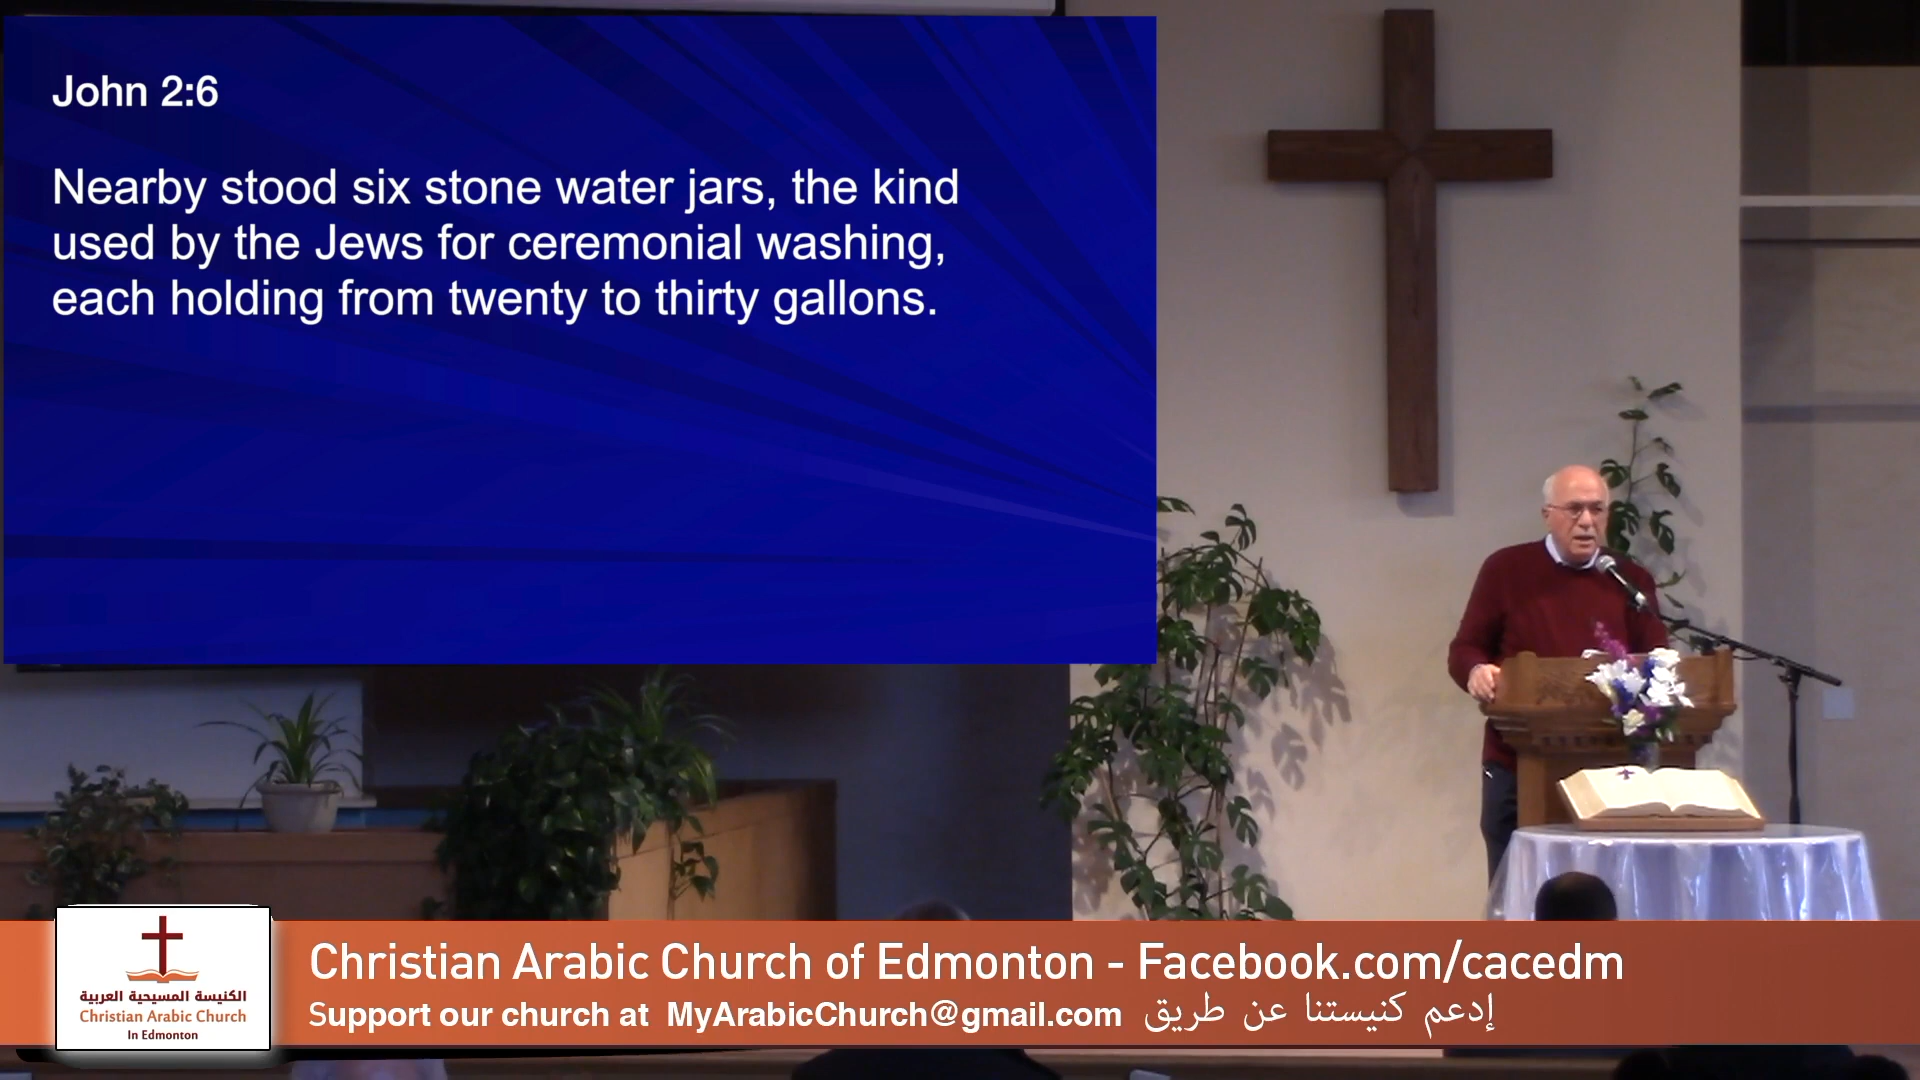 John 2:6
Nearby stood six stone water jars, the kind
used by the Jews for ceremonial washing,
each holding from twenty to thirty gallons.
الكنيسة المسيحية العربية
Christian Arabic Church
In Edmonton
Christian Arabic Church of Edmonton - Facebook.com/cacedm
Support our church at MyArabicChurch@gmail.com إدعم كنيستنا عن طريق